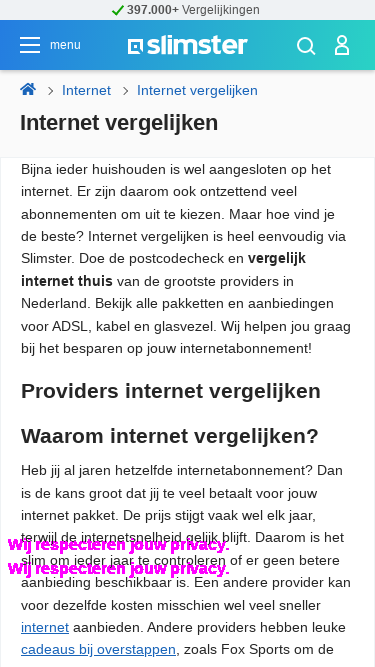 397.000+ Vergelijkingen
menu
slimster
Internet
Internet vergelijken
Internet vergelijken
Bijna ieder huishouden is wel aangesloten op het
internet. Er zijn daarom ook ontzettend veel
abonnementen om uit te kiezen. Maar hoe vind je
de beste? Internet vergelijken is heel eenvoudig via
Slimster. Doe de postcodecheck en vergelijk
internet thuis van de grootste providers in
Nederland. Bekijk alle pakketten en aanbiedingen
voor ADSL, kabel en glasvezel. Wij helpen jou graag
bij het besparen op jouw internetabonnement!
Providers internet vergelijken
Waarom internet vergelijken?
Heb jij al jaren hetzelfde internetabonnement? Dan
is de kans groot dat jij te veel betaalt voor jouw
internet pakket. De prijs stijgt vaak wel elk jaar,
terwijl de internetsnelheid gelijk blijft. Daarom is het
Wij respecteren jouw privacy.
slim om ieder jaar te controleren of er geen betere
Wij respecteren jouw privacy.
aanbieding beschikbaar is. Een andere provider kan
voor dezelfde kosten misschien wel veel sneller
internet aanbieden. Andere providers hebben leuke
cadeaus bij overstappen, zoals Fox Sports om de